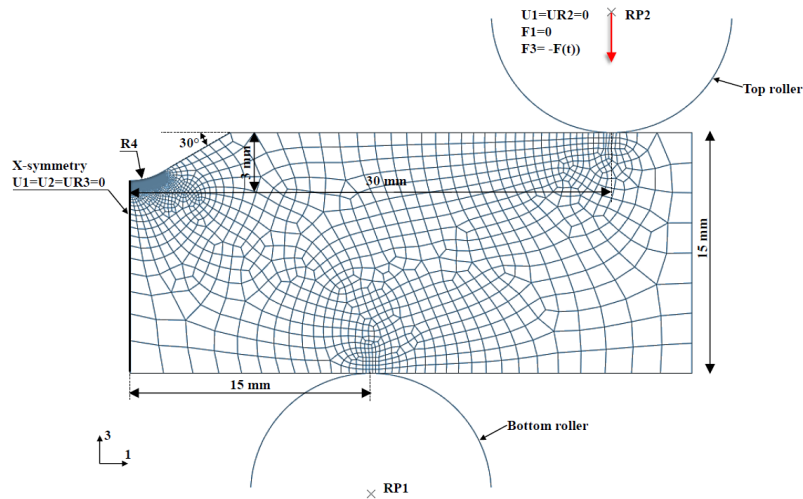 U1=UR2=0
RP2
F1=0
F3= -F(t))
Top roller
30°
R4
3 mm
X-symmetry
U1=U2=UR3=0
30 mm
15 mm
15 mm
Bottom roller
3
1
RP1